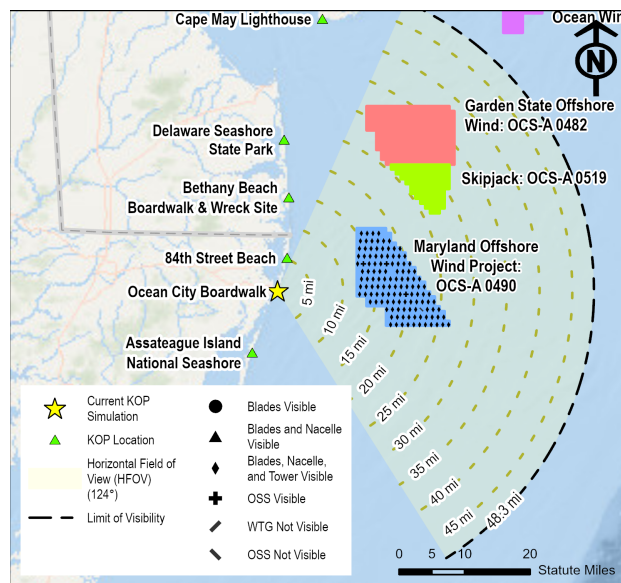 Cape May Lighthouse
Ocean Win
N
Garden State Offshore
Wind: OCS-A 0482
Delaware Seashore
State Park
Skipjack: OCS-A 0519
Bethany Beach
Boardwalk & Wreck Site
84th Street Beach
Maryland Offshore
Wind Project:
OCS-A 0490
Ocean City Boardwalk
5 mi
10 mi
15 mi
20 mi
25 mi
30 mi
35 mi
40 mi
45 mi
48.3 mi
Assateague Island
National Seashore
Current KOP
Simulation
KOP Location
Horizontal Field of
View (HFOV)
(124°)
Limit of Visibility
Blades Visible
Blades and Nacelle
Visible
Blades, Nacelle,
and Tower Visible
OSS Visible
WTG Not Visible
OSS Not Visible
0 5 10 20
Statute Miles